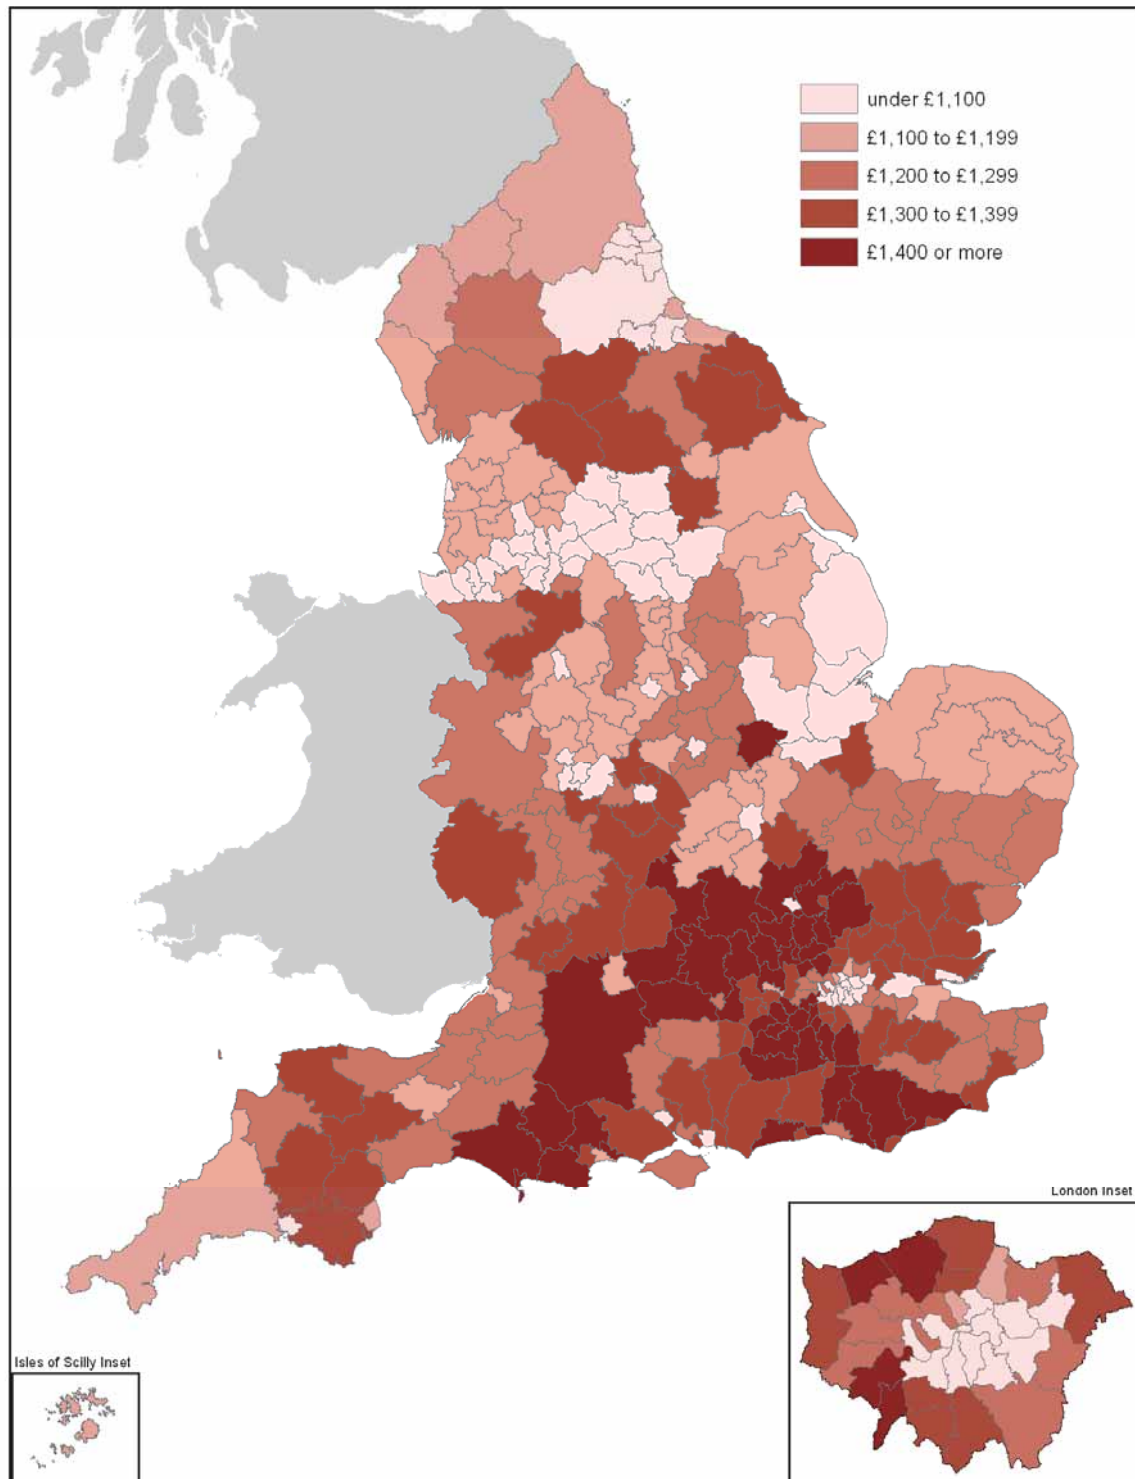 under £1,100
£1,100 to £1,199
£1,200 to £1,299
£1,300 to £1,399
£1,400 or more
London Inset
Isles of Scilly Inset